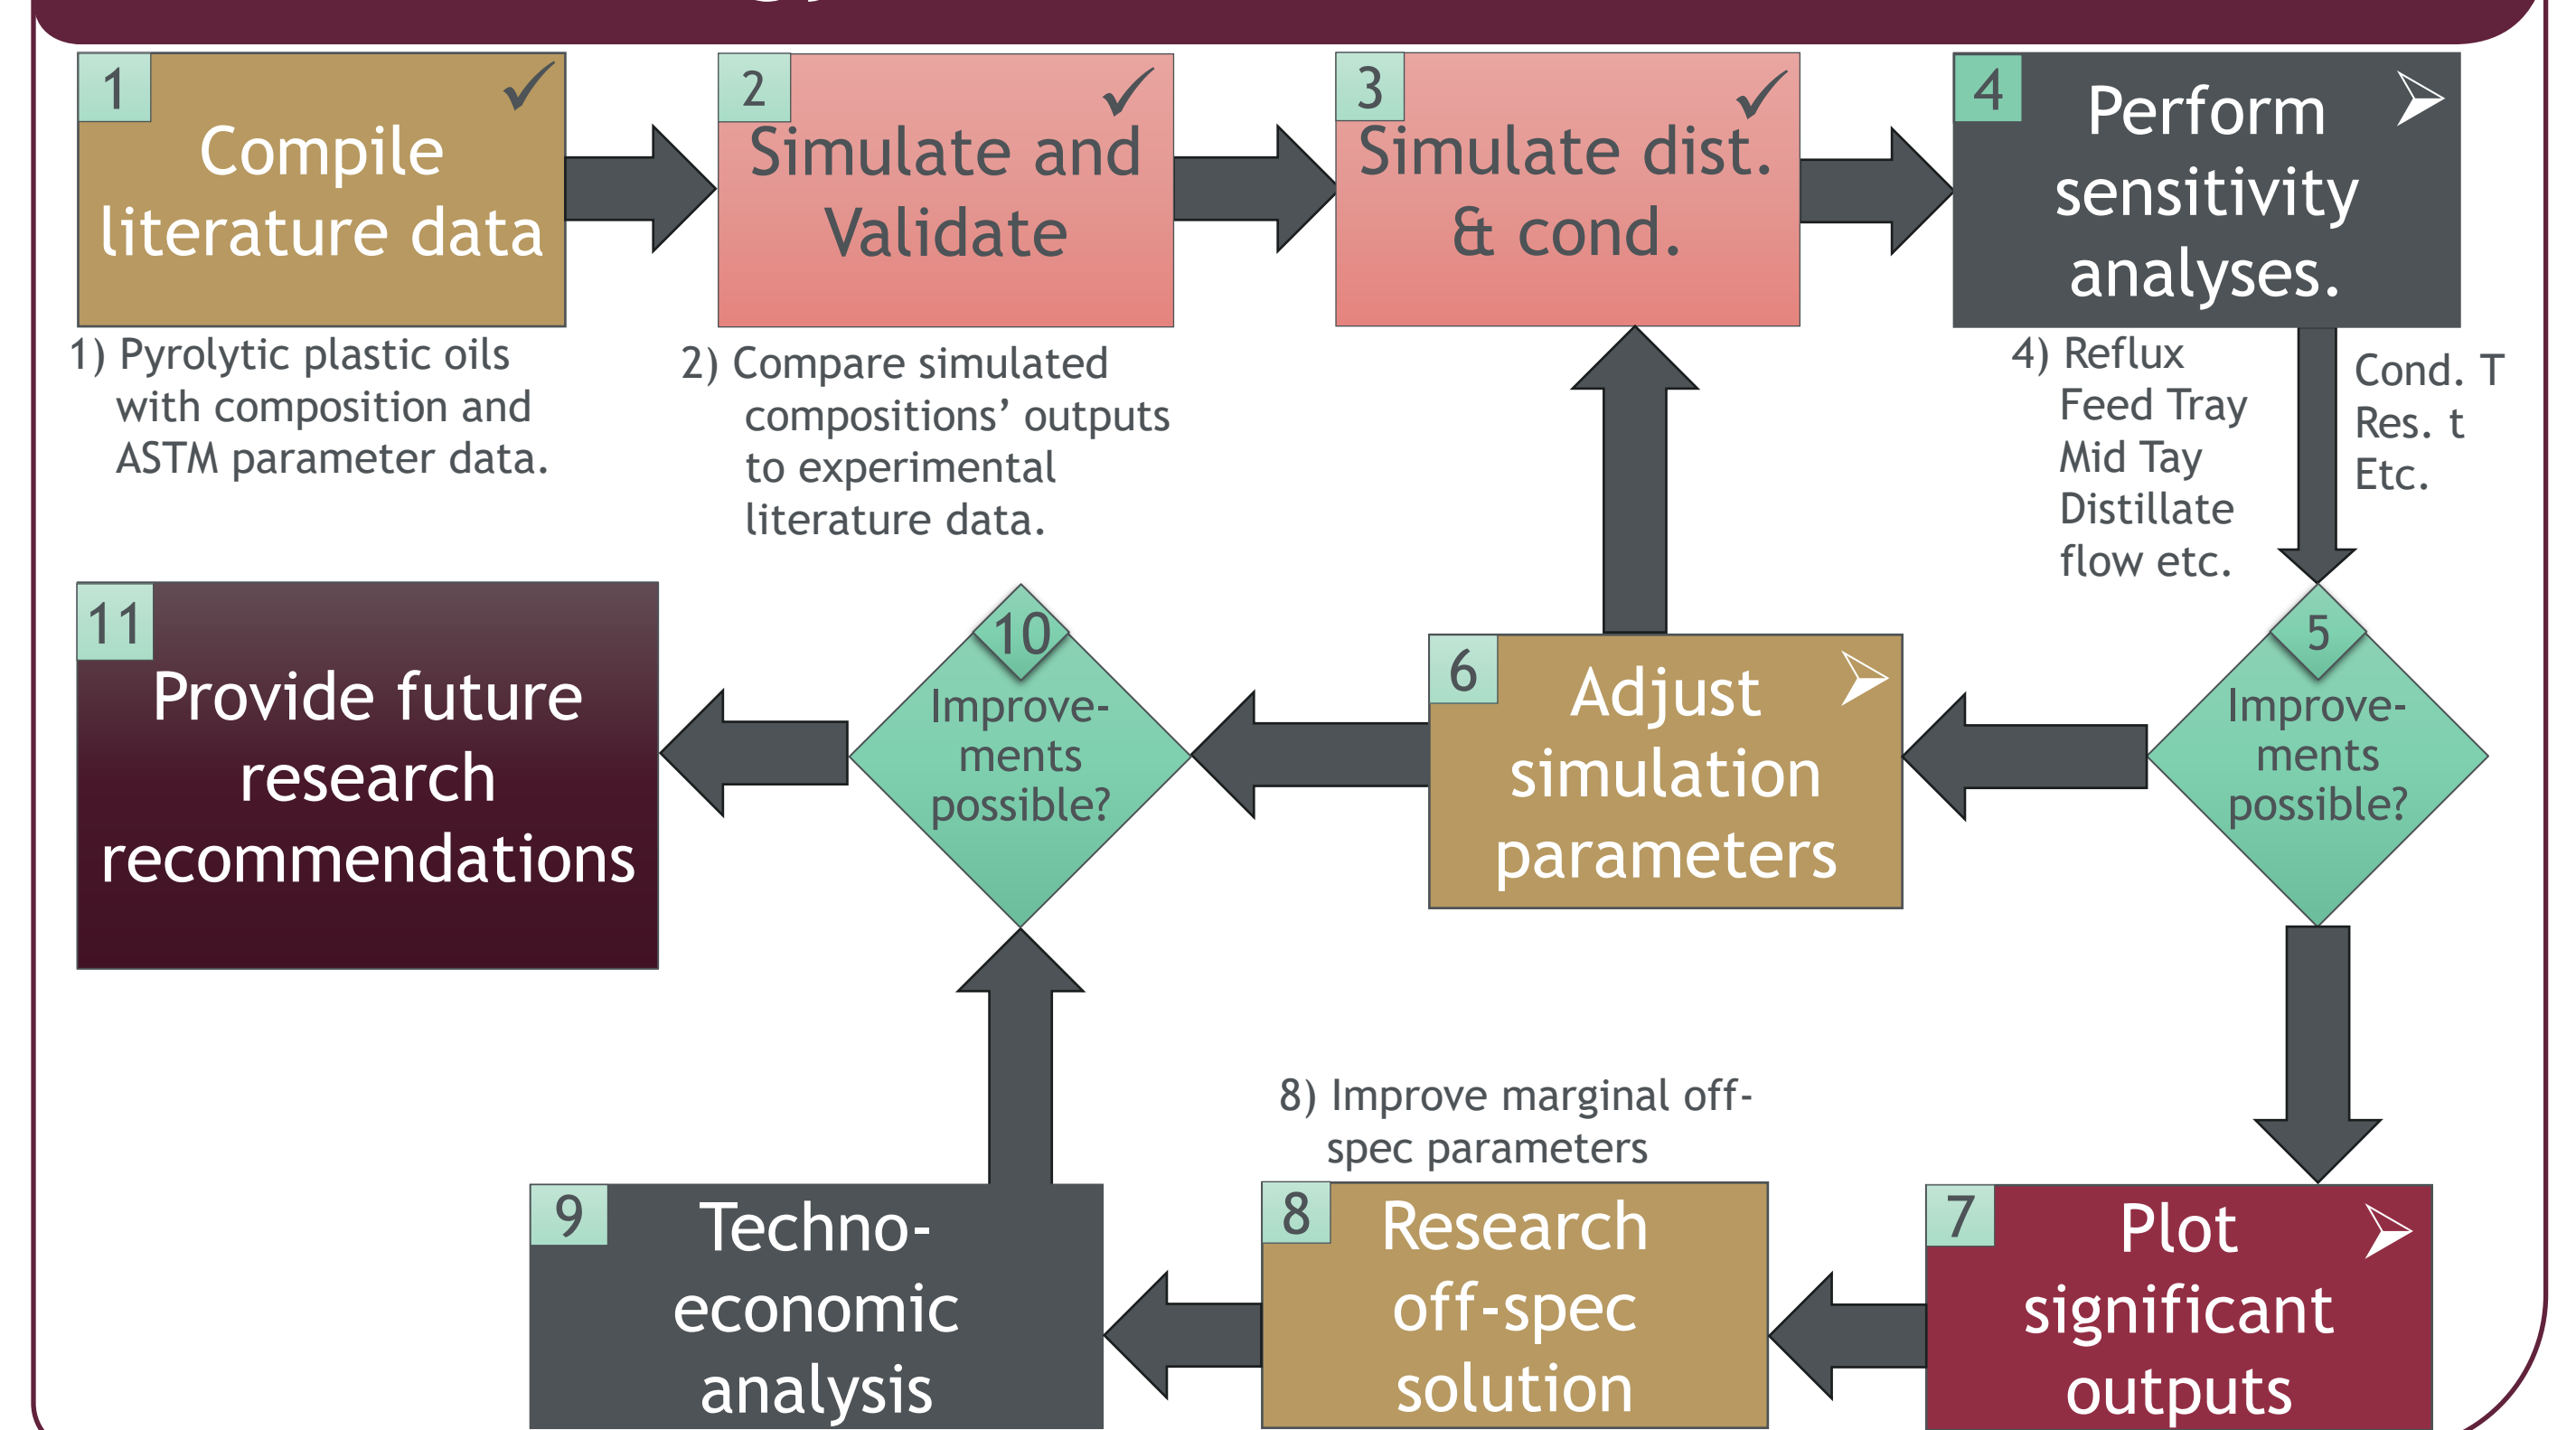 1
Compile
literature data
2
Simulate and
Validate
3
Simulate dist.
& cond.
4
Perform
sensitivity
analyses.
1) Pyrolytic plastic oils
with composition and
ASTM parameter data.
2) Compare simulated
compositions’ outputs
to experimental
literature data.
4) Reflux
Feed Tray
Mid Tay
Distillate
flow etc.
Cond. T
Res. t
Etc.
5
Improve-
ments
possible?
6
Adjust
simulation
parameters
10
Improve-
ments
possible?
11
Provide future
research
recommendations
7
Plot
significant
outputs
8) Improve marginal off-
spec parameters
8
Research
off-spec
solution
9
Techno-
economic
analysis